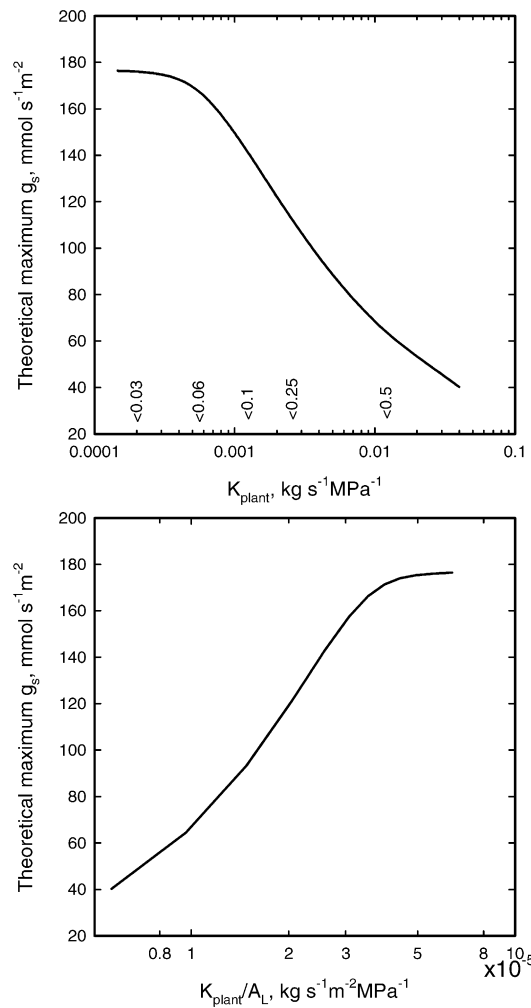 200
180
160
140
120
100
80
60
40
20
Theoretical maximum gₛ, mmol s⁻¹m⁻²
<0.03 <0.06 <0.1 <0.25 <0.5
0.0001 0.001 0.01 0.1
Kplant, kg s⁻¹MPa⁻¹
200
180
160
140
120
100
80
60
40
20
Theoretical maximum gₛ, mmol s⁻¹m⁻²
0.8 1 2 3 4 6 8 10
x10⁻⁵
Kplant/AL, kg s⁻¹m⁻²MPa⁻¹